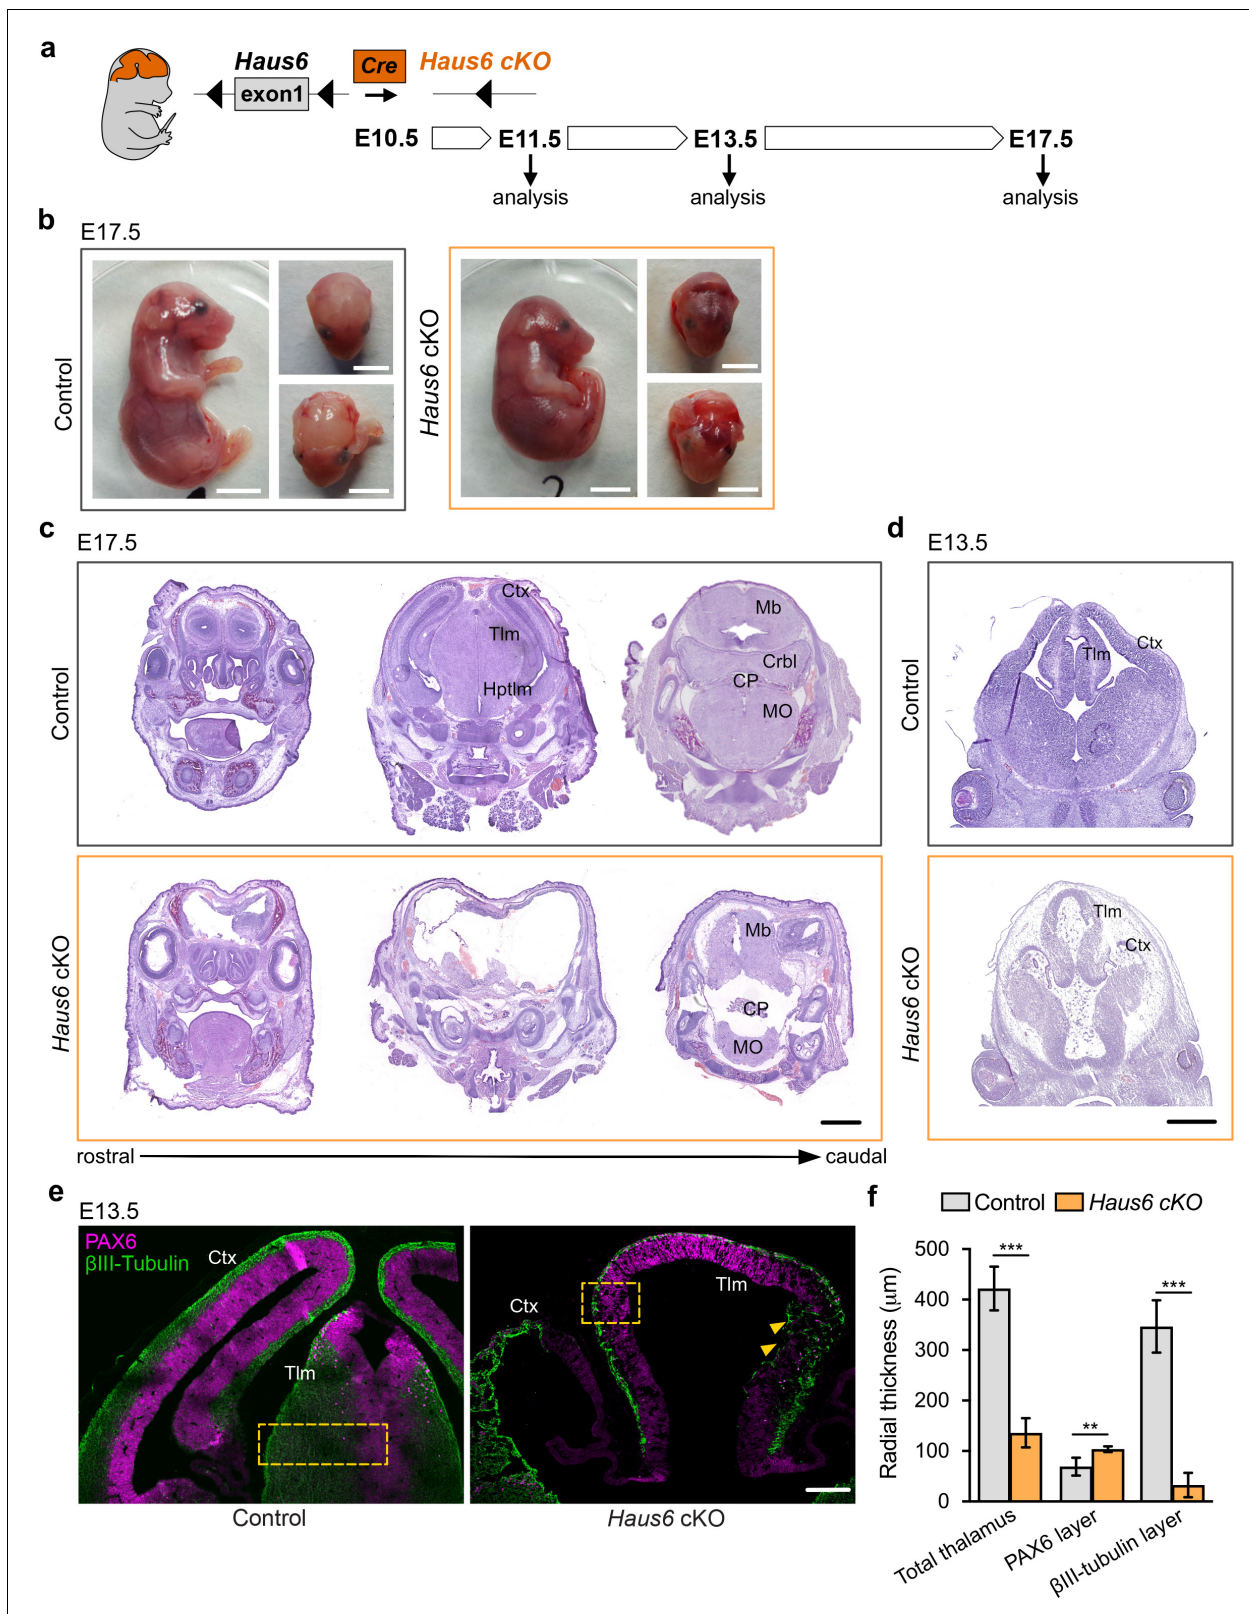 a
Haus6
Cre
Haus6 cKO
exon1
E10.5
E11.5
E13.5
E17.5
analysis
analysis
analysis
b
E17.5
Control
Haus6 cKO
c
E17.5
Control
Ctx
Tlm
Hptlm
Mb
Crbl
CP
MO
Haus6 cKO
Mb
CP
MO
rostral
caudal
d
E13.5
Control
Tlm
Ctx
Haus6 cKO
Tlm
Ctx
e
E13.5
PAX6
βIII-Tubulin
Ctx
Tlm
Control
Ctx
Tlm
Haus6 cKO
f
Control
Haus6 cKO
Radial thickness (μm)
500
400
300
200
100
0
***
**
***
Total thalamus
PAX6 layer
βIII-tubulin layer